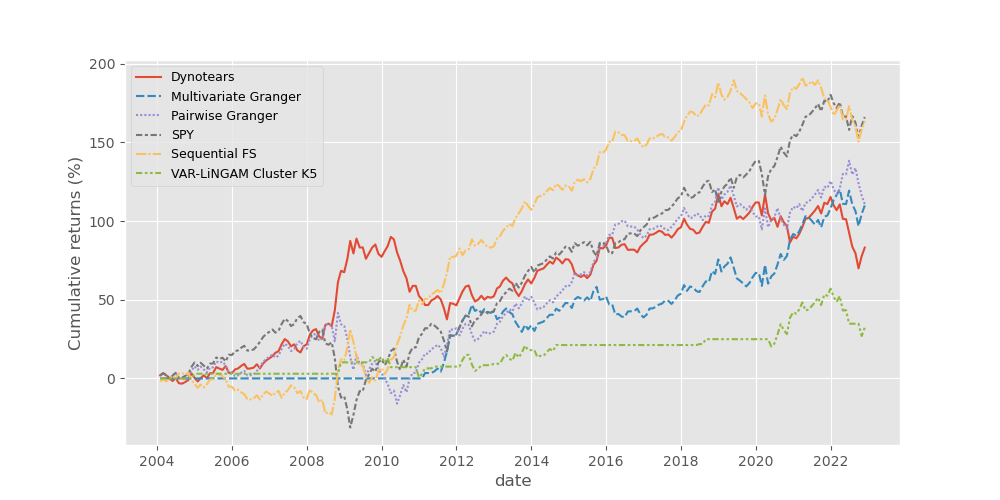 Cumulative returns (%)
200
150
100
50
0
Dynotears
Multivariate Granger
Pairwise Granger
SPY
Sequential FS
VAR-LiNGAM Cluster K5
2004 2006 2008 2010 2012 2014 2016 2018 2020 2022
date